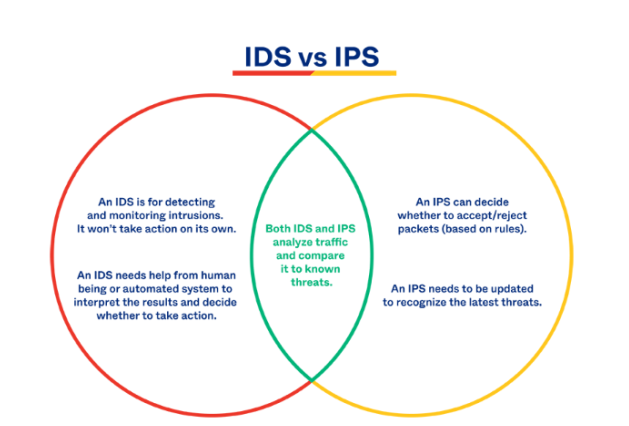 IDS vs IPS
An IDS is for detecting
and monitoring intrusions.
It won't take action on its own.
An IDS needs help from human
being or automated system to
interpret the results and decide
whether to take action.
Both IDS and IPS
analyze traffic
and compare
it to known
threats.
An IPS can decide
whether to accept/reject
packets (based on rules).
An IPS needs to be updated
to recognize the latest threats.